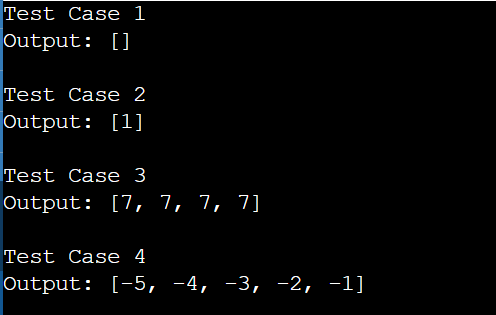 Test Case 1
Output: []
Test Case 2
Output: [1]
Test Case 3
Output: [7, 7, 7, 7]
Test Case 4
Output: [-5, -4, -3, -2, -1]